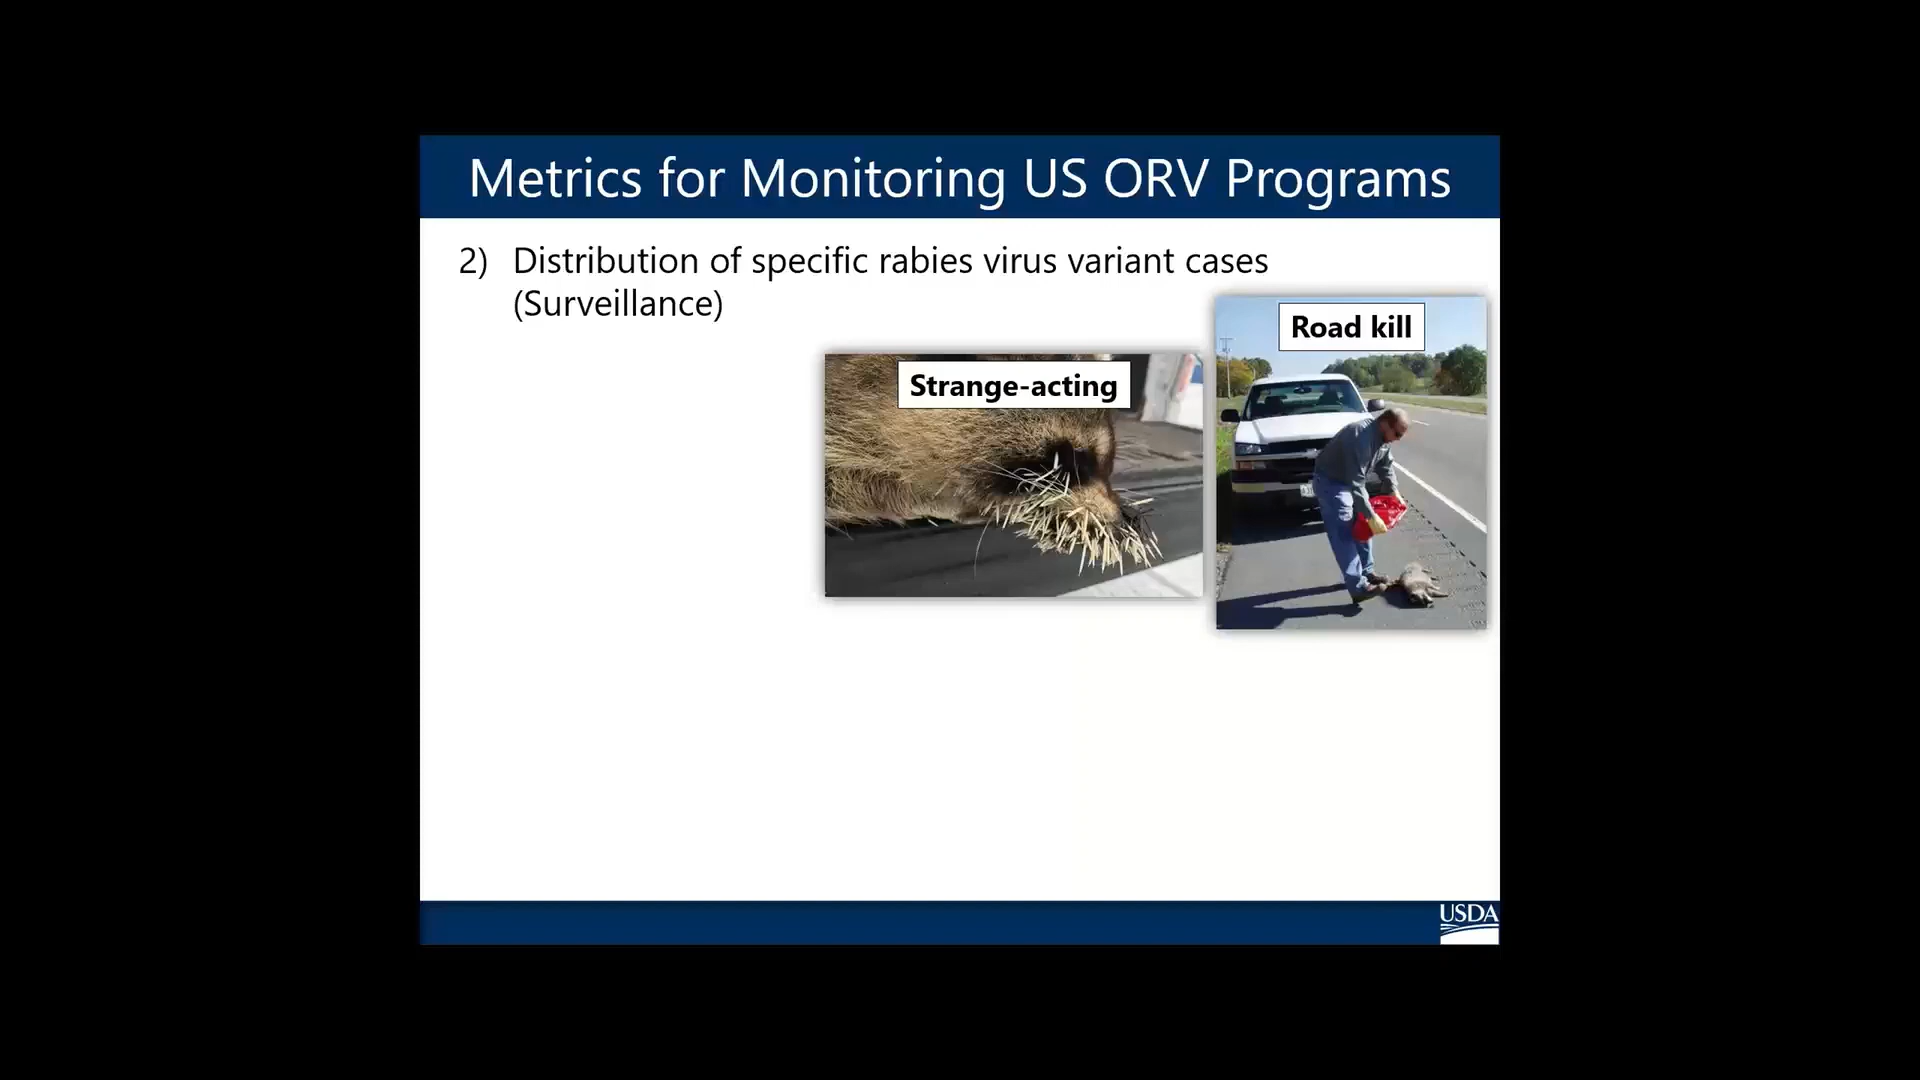 Metrics for Monitoring US ORV Programs
2) Distribution of specific rabies virus variant cases
(Surveillance)
Road kill
Strange-acting
USDA